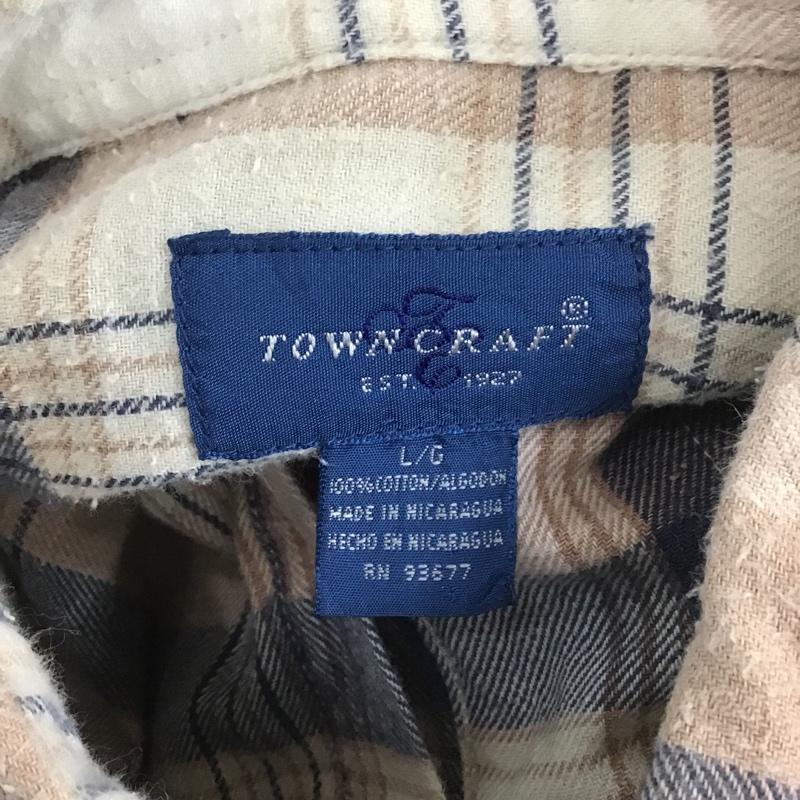 TOWNCRAFT®
EST. 1927
L/G
100%COTTON/ALGODON
MADE IN NICARAGUA
HECHO EN NICARAGUA
RN 93677